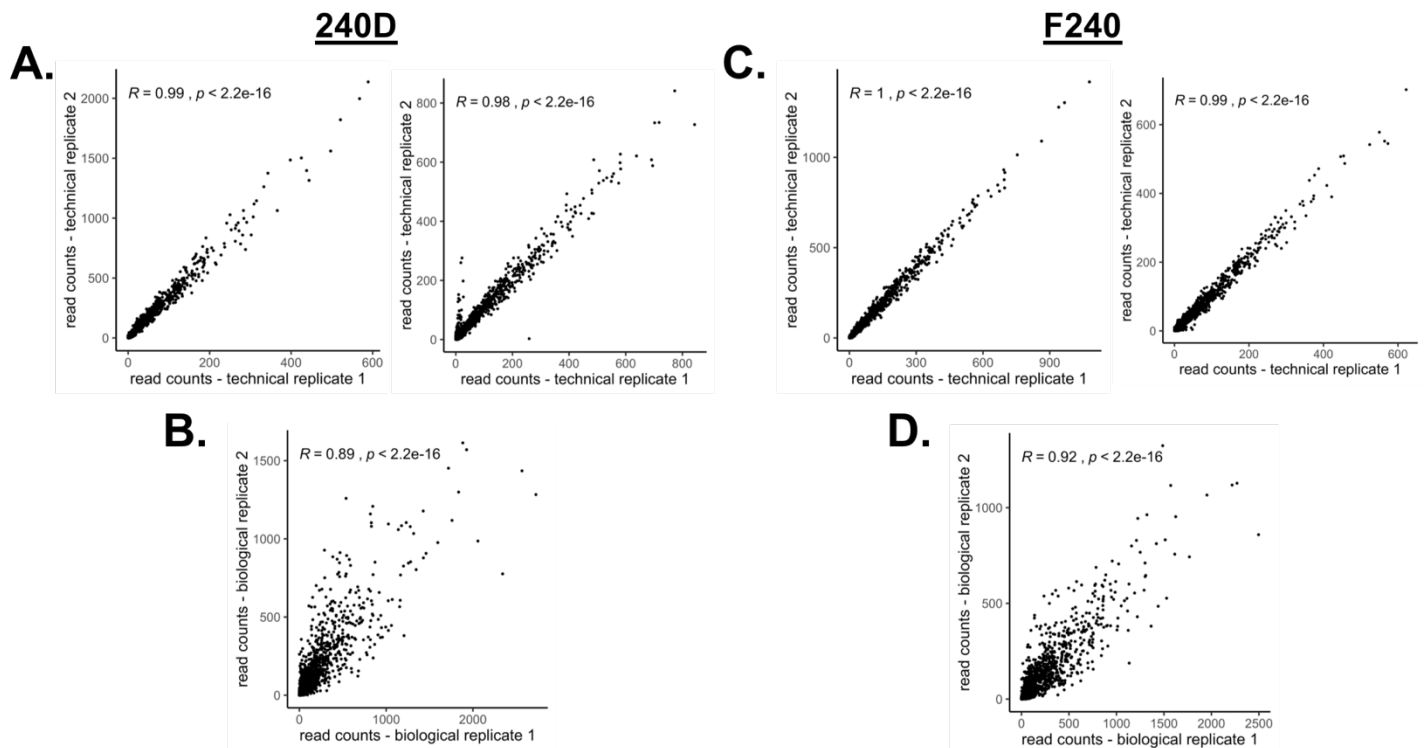 240D
F240
A.
R = 0.99 , p < 2.2e-16
read counts - technical replicate 2
2000
1500
1000
500
0
0 200 400 600
read counts - technical replicate 1
R = 0.98 , p < 2.2e-16
read counts - technical replicate 2
800
600
400
200
0
0 200 400 600 800
read counts - technical replicate 1
C.
R = 1 , p < 2.2e-16
read counts - technical replicate 2
1000
500
0
0 300 600 900
read counts - technical replicate 1
R = 0.99 , p < 2.2e-16
read counts - technical replicate 2
600
400
200
0
0 200 400 600
read counts - technical replicate 1
B.
R = 0.89 , p < 2.2e-16
read counts - biological replicate 2
1500
1000
500
0
0 1000 2000
read counts - biological replicate 1
D.
R = 0.92 , p < 2.2e-16
read counts - biological replicate 2
1000
500
0
0 500 1000 1500 2000 2500
read counts - biological replicate 1